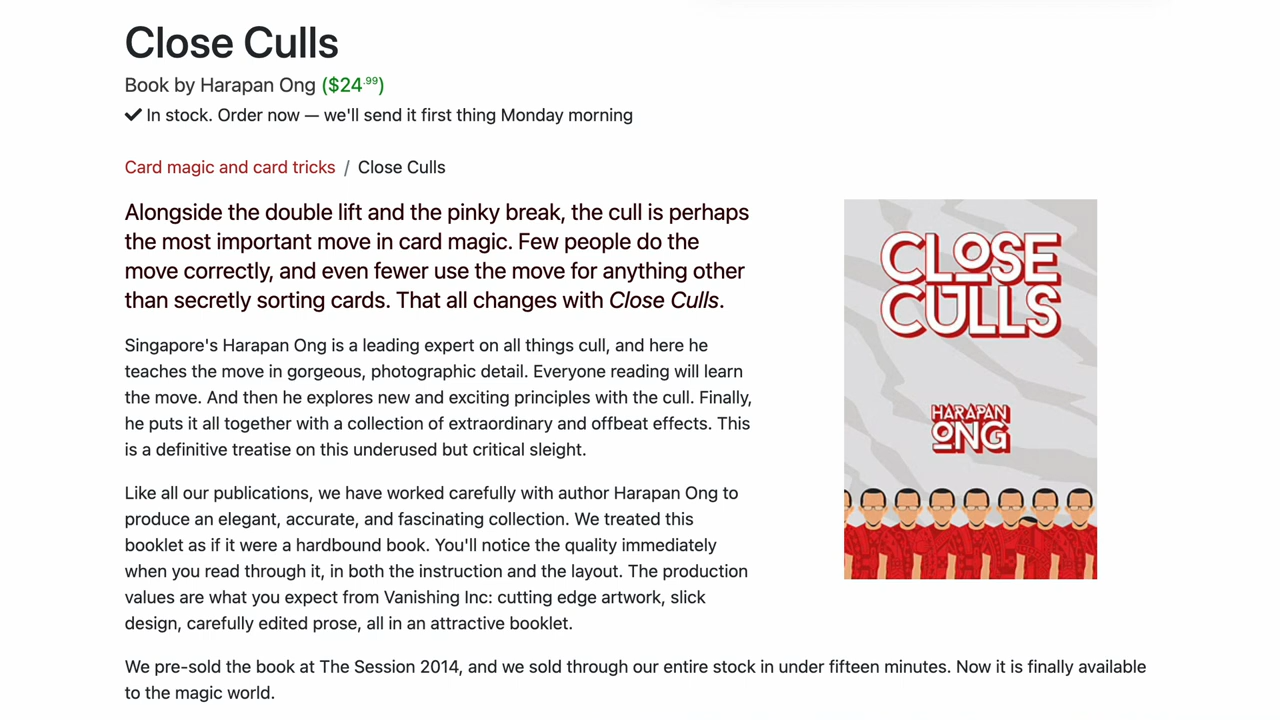 Close Culls
Book by Harapan Ong ($24.99)
✓ In stock. Order now — we'll send it first thing Monday morning
Card magic and card tricks / Close Culls
Alongside the double lift and the pinky break, the cull is perhaps
the most important move in card magic. Few people do the
move correctly, and even fewer use the move for anything other
than secretly sorting cards. That all changes with Close Culls.
Singapore's Harapan Ong is a leading expert on all things cull, and here he
teaches the move in gorgeous, photographic detail. Everyone reading will learn
the move. And then he explores new and exciting principles with the cull. Finally,
he puts it all together with a collection of extraordinary and offbeat effects. This
is a definitive treatise on this underused but critical sleight.
Like all our publications, we have worked carefully with author Harapan Ong to
produce an elegant, accurate, and fascinating collection. We treated this
booklet as if it were a hardbound book. You'll notice the quality immediately
when you read through it, in both the instruction and the layout. The production
values are what you expect from Vanishing Inc: cutting edge artwork, slick
design, carefully edited prose, all in an attractive booklet.
We pre-sold the book at The Session 2014, and we sold through our entire stock in under fifteen minutes. Now it is finally available
to the magic world.
CLOSE
CULLS
HARAPAN
ONG